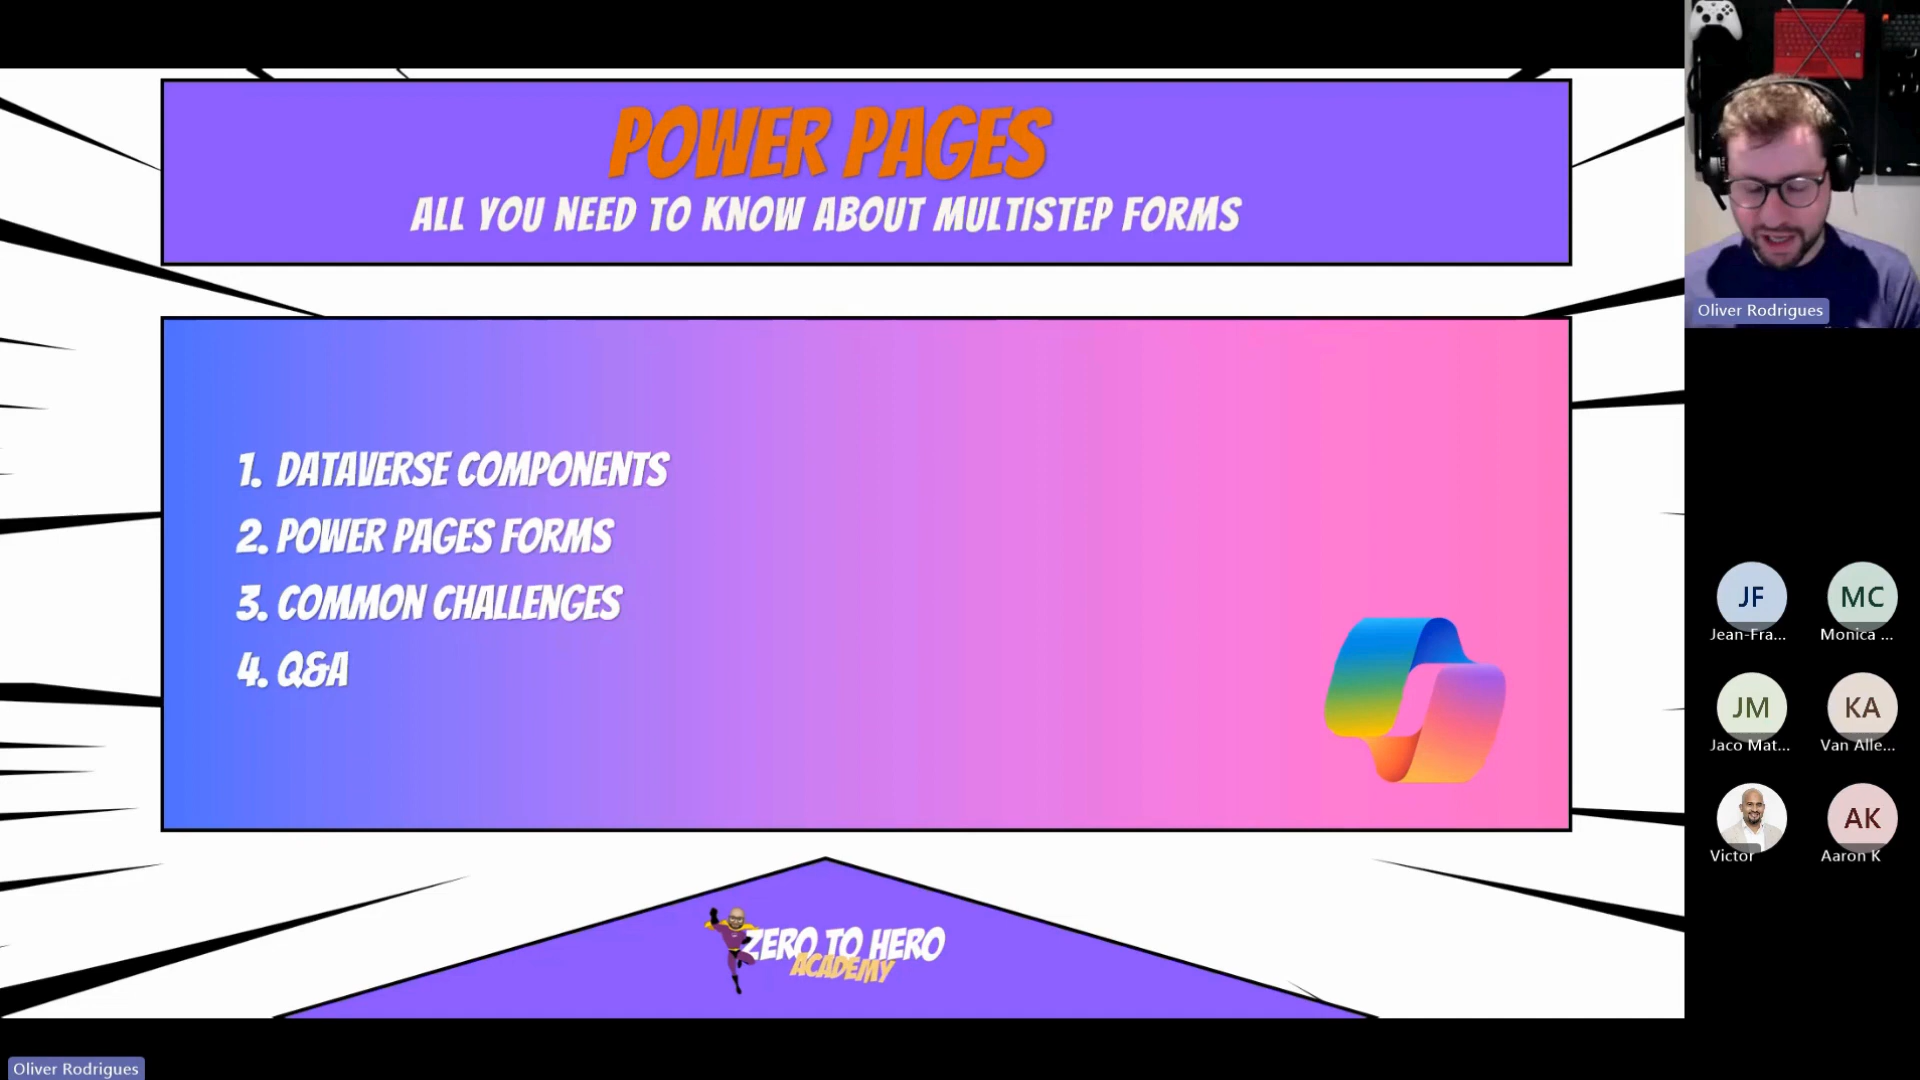 POWER PAGES
ALL YOU NEED TO KNOW ABOUT MULTISTEP FORMS
1. DATAVERSE COMPONENTS
2. POWER PAGES FORMS
3. COMMON CHALLENGES
4. Q&A
ZERO TO HERO
ACADEMY
Oliver Rodrigues
JF
Jean-Fra...
MC
Monica ...
JM
Jaco Mat...
KA
Van Alle...
Victor
AK
Aaron K
Oliver Rodrigues